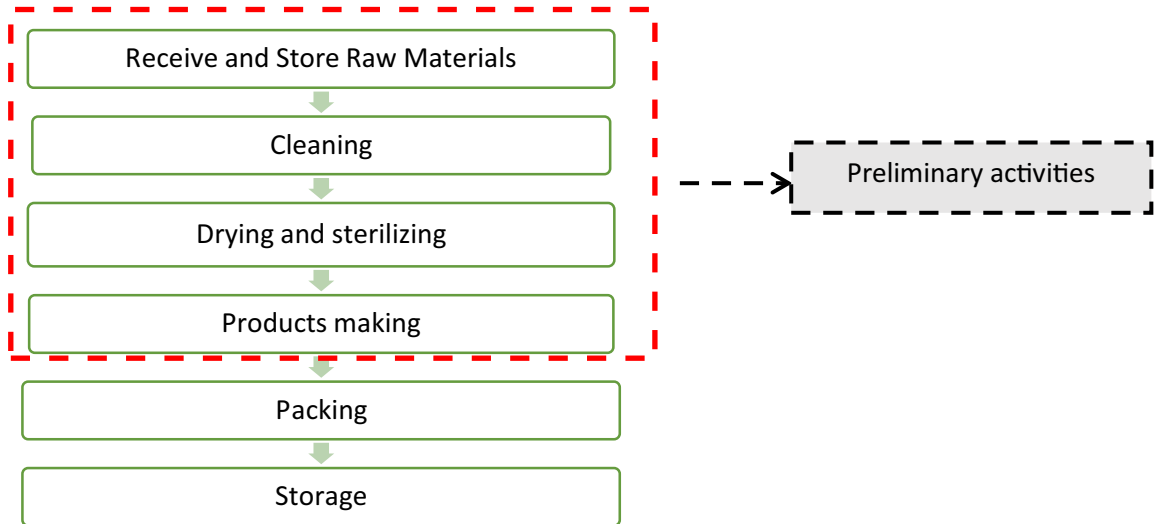 Receive and Store Raw Materials
Cleaning
Drying and sterilizing
Products making
Packing
Storage
Preliminary activities